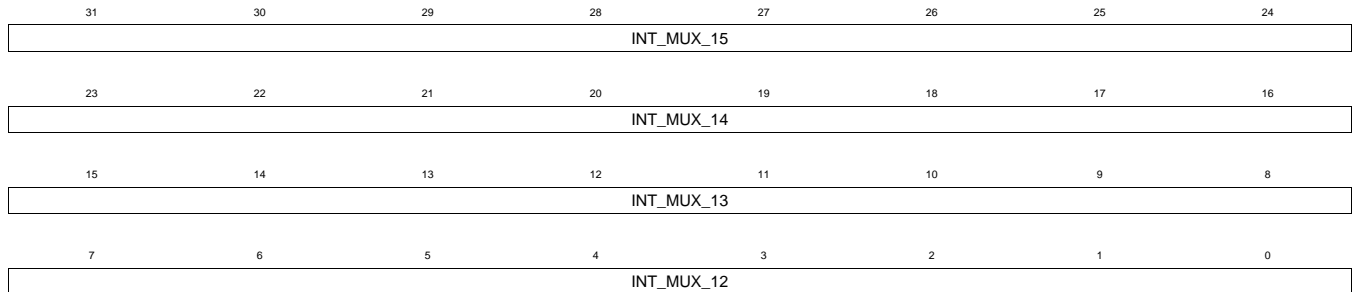 31 30 29 28 27 26 25 24
INT_MUX_15
23 22 21 20 19 18 17 16
INT_MUX_14
15 14 13 12 11 10 9 8
INT_MUX_13
7 6 5 4 3 2 1 0
INT_MUX_12